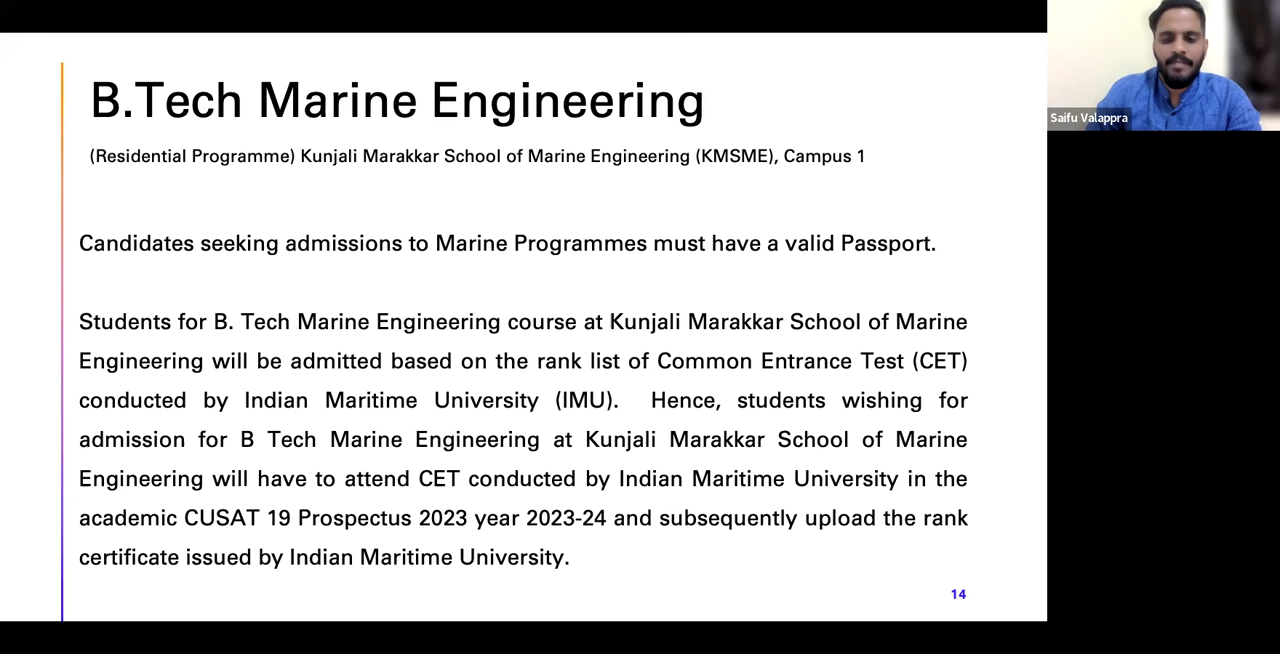 B.Tech Marine Engineering
(Residential Programme) Kunjali Marakkar School of Marine Engineering (KMSME), Campus 1
Candidates seeking admissions to Marine Programmes must have a valid Passport.
Students for B. Tech Marine Engineering course at Kunjali Marakkar School of Marine
Engineering will be admitted based on the rank list of Common Entrance Test (CET)
conducted by Indian Maritime University (IMU). Hence, students wishing for
admission for B Tech Marine Engineering at Kunjali Marakkar School of Marine
Engineering will have to attend CET conducted by Indian Maritime University in the
academic CUSAT 19 Prospectus 2023 year 2023-24 and subsequently upload the rank
certificate issued by Indian Maritime University.
14
Saifu Valappra